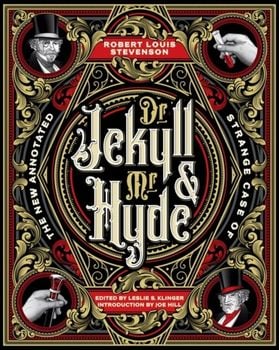 ROBERT LOUIS
STEVENSON
THE NEW ANNOTATED
STRANGE CASE OF
Dr
Jekyll
& Mr
Hyde
EDITED BY LESLIE S. KLINGER
INTRODUCTION BY JOE HILL